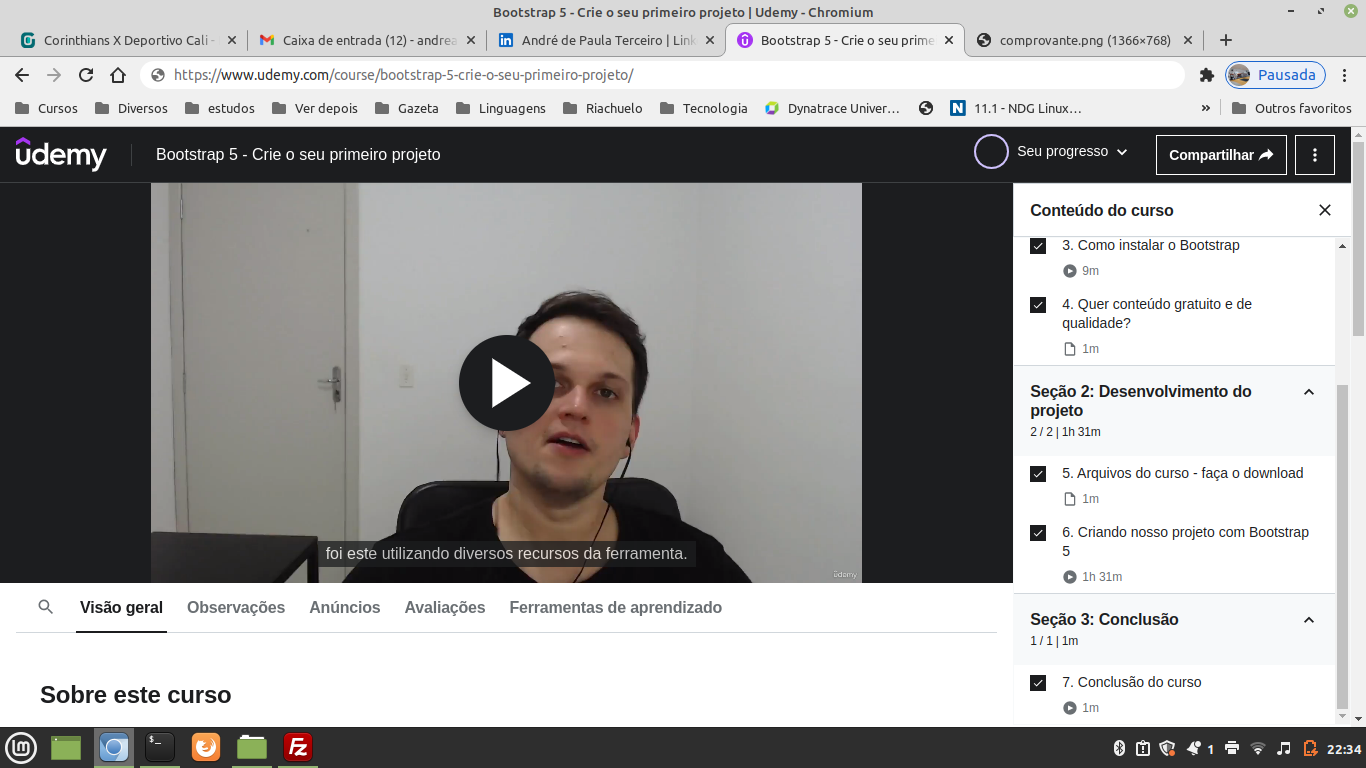 Bootstrap 5 - Crie o seu primeiro projeto | Udemy - Chromium
Corinthians X Deportivo Cali -
Caixa de entrada (12) - andrea
André de Paula Terceiro | Link
Bootstrap 5 - Crie o seu prime
comprovante.png (1366×768)
https://www.udemy.com/course/bootstrap-5-crie-o-seu-primeiro-projeto/
Pausada
Cursos
Diversos
estudos
Ver depois
Gazeta
Linguagens
Riachuelo
Tecnologia
Dynatrace Univer…
11.1 - NDG Linux…
»
Outros favoritos
udemy
Bootstrap 5 - Crie o seu primeiro projeto
Seu progresso
Compartilhar
foi este utilizando diversos recursos da ferramenta.
udemy
Conteúdo do curso
3. Como instalar o Bootstrap
9m
4. Quer conteúdo gratuito e de
qualidade?
1m
Seção 2: Desenvolvimento do
projeto
2 / 2 | 1h 31m
5. Arquivos do curso - faça o download
1m
6. Criando nosso projeto com Bootstrap
5
1h 31m
Seção 3: Conclusão
1 / 1 | 1m
7. Conclusão do curso
1m
Visão geral
Observações
Anúncios
Avaliações
Ferramentas de aprendizado
Sobre este curso
1
22:34